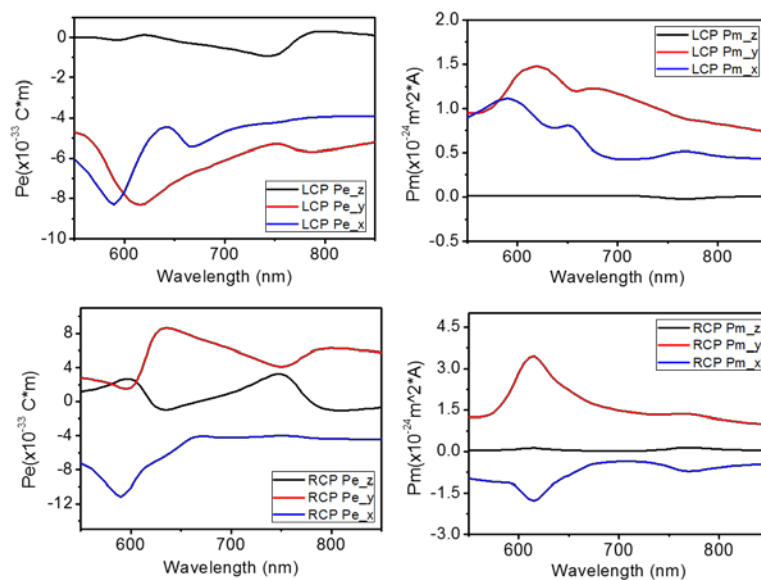 0
-2
-4
-6
-8
-10
Pe(x10⁻³³ C*m)
LCP Pe_z
LCP Pe_y
LCP Pe_x
600
700
800
Wavelength (nm)
2.0
1.5
1.0
0.5
0.0
-0.5
Pm(x10⁻²⁴m^2*A)
LCP Pm_z
LCP Pm_y
LCP Pm_x
600
700
800
Wavelength (nm)
8
4
0
-4
-8
-12
Pe(x10⁻³³ C*m)
RCP Pe_z
RCP Pe_y
RCP Pe_x
600
700
800
Wavelength (nm)
4.5
3.0
1.5
0.0
-1.5
-3.0
Pm(x10⁻²⁴m^2*A)
RCP Pm_z
RCP Pm_y
RCP Pm_x
600
700
800
Wavelength (nm)